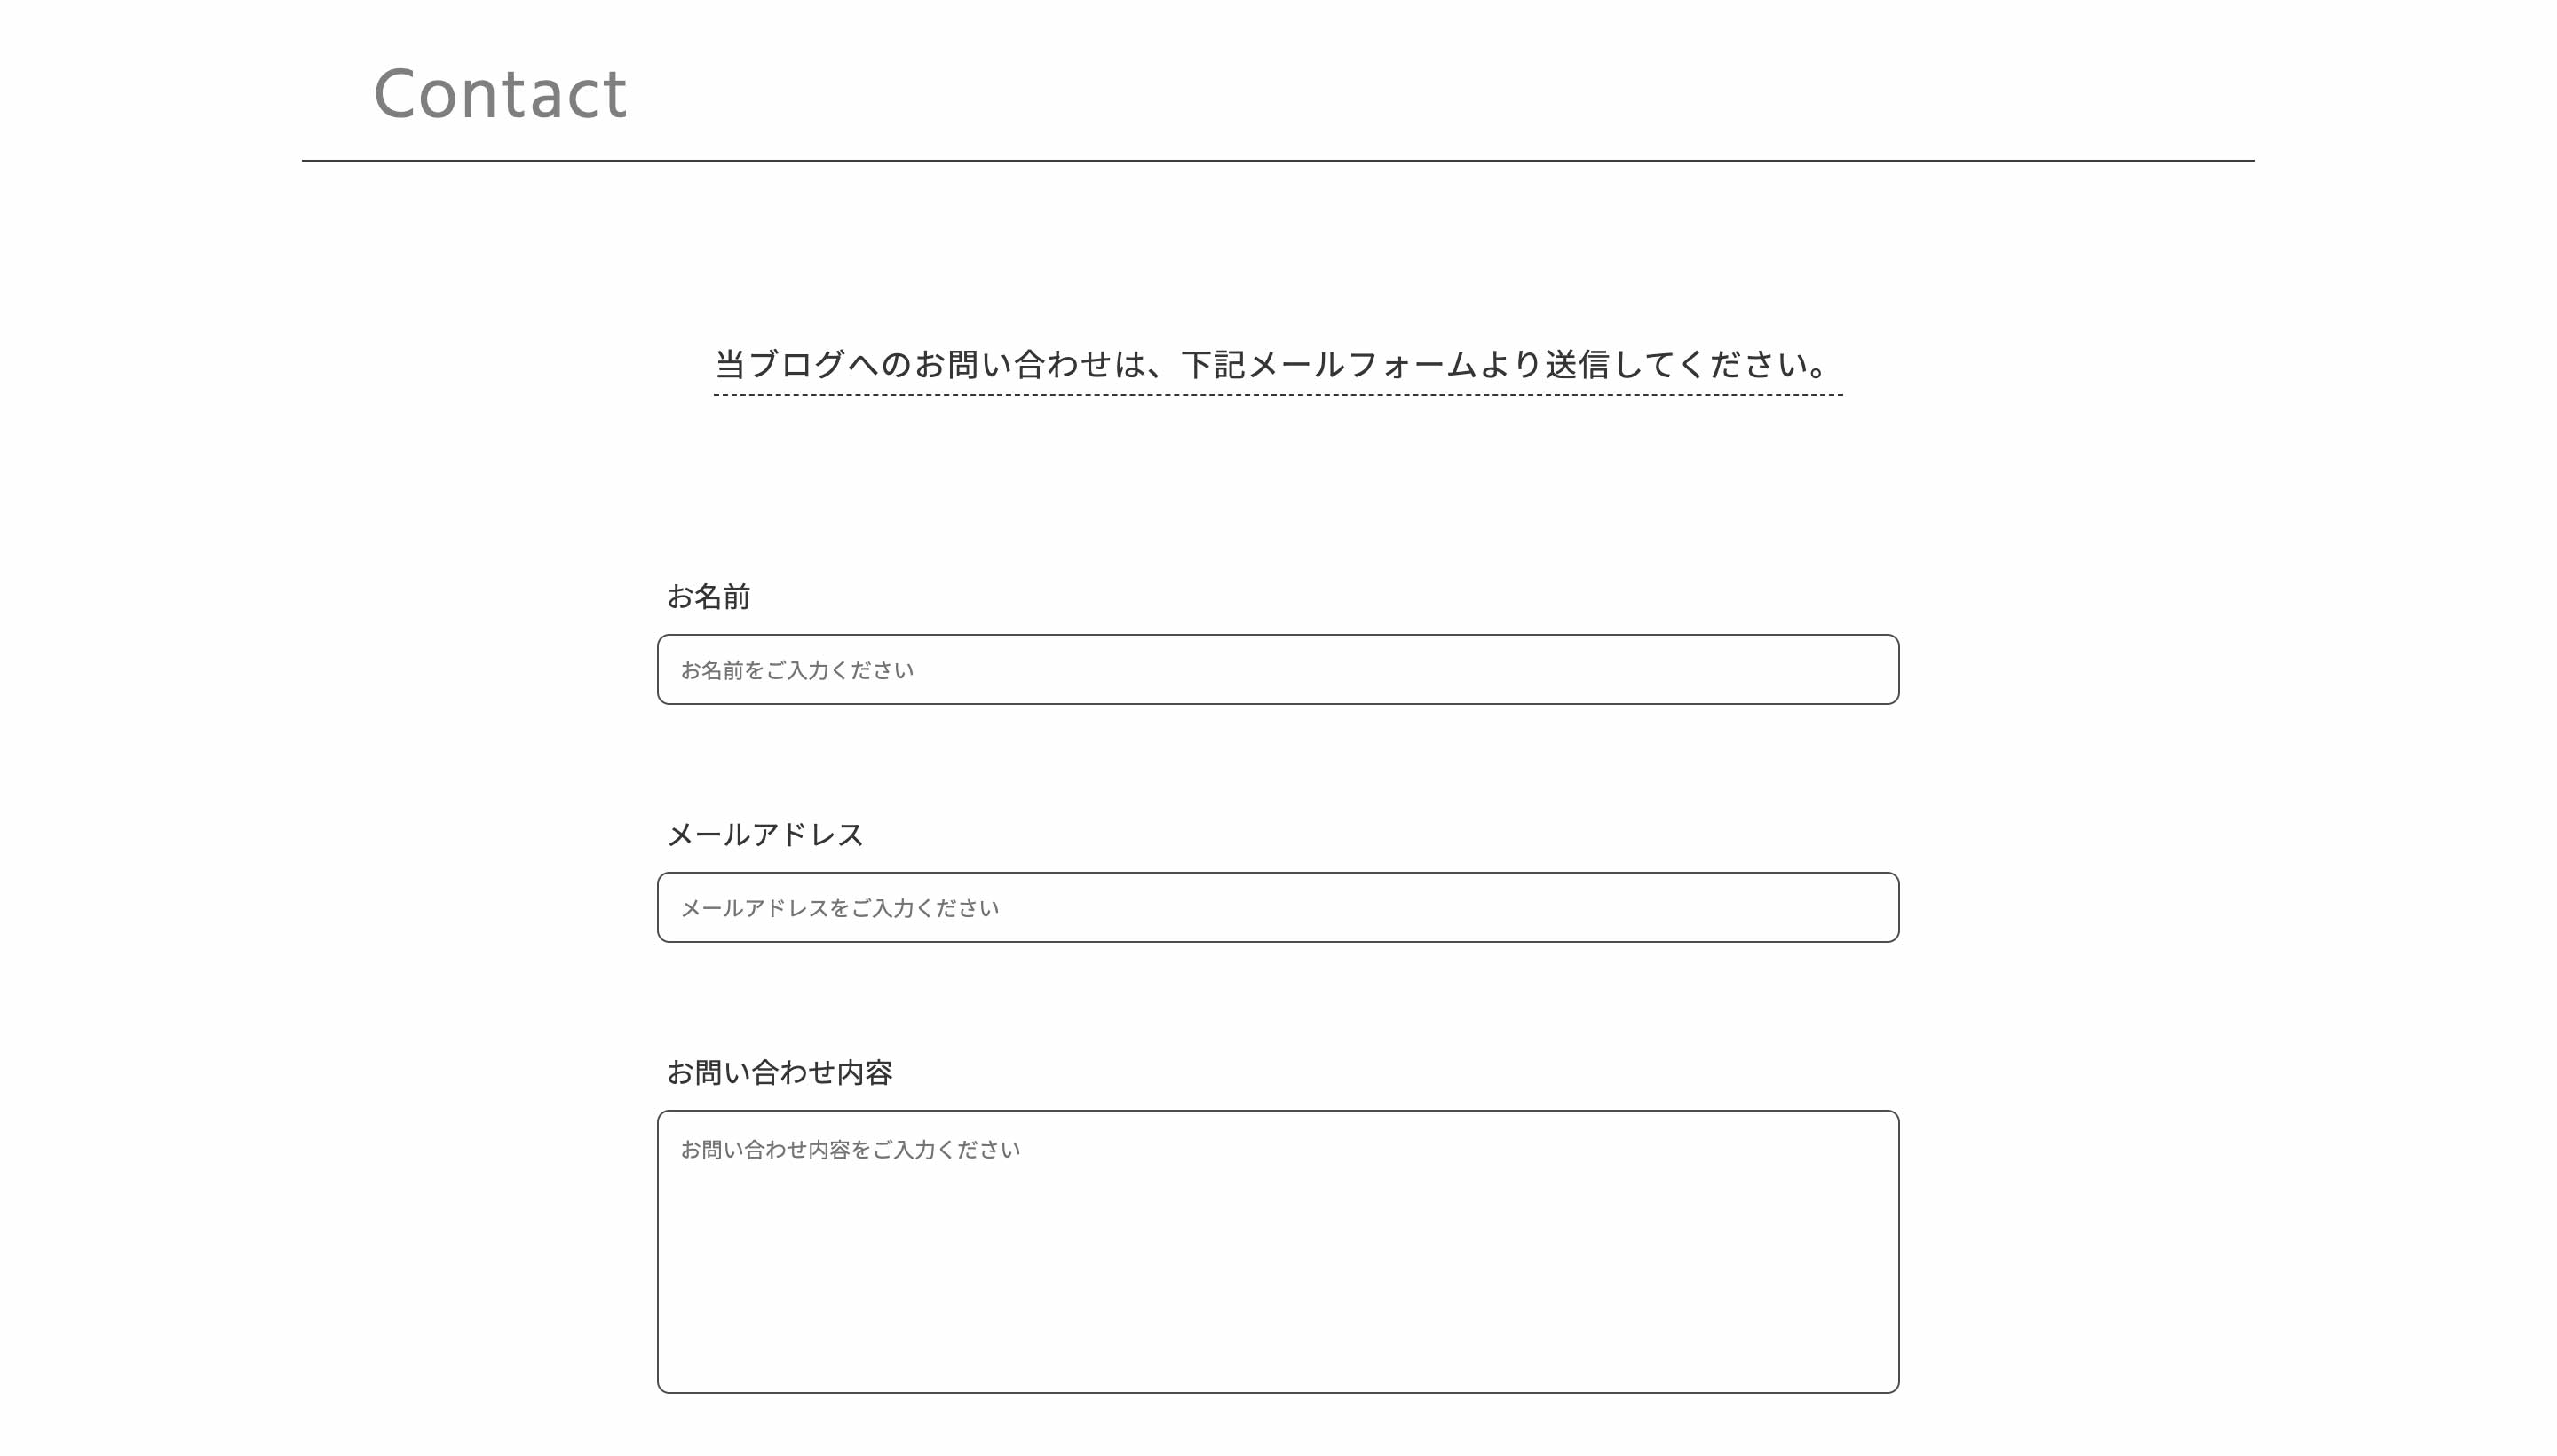 Contact
当ブログへのお問い合わせは、下記メールフォームより送信してください。
お名前
お名前をご入力ください
メールアドレス
メールアドレスをご入力ください
お問い合わせ内容
お問い合わせ内容をご入力ください